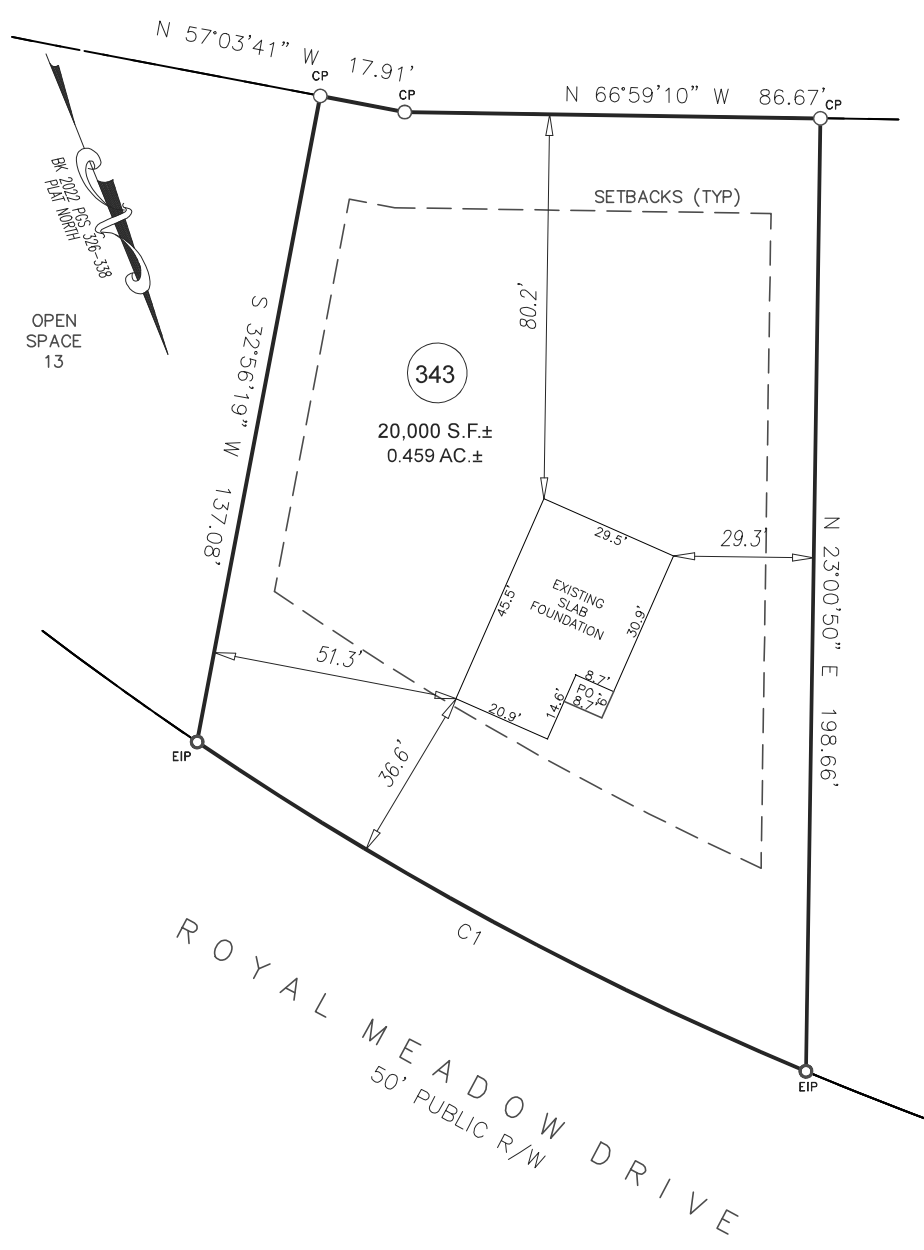 N 57°03'41" W 17.91'
CP
CP
N 66°59'10" W 86.67'
CP
BK 2022 PGS 326-338
PLAT NORTH
SETBACKS (TYP)
OPEN
SPACE
13
80.2'
S 32°56'19" W 137.08'
343
20,000 S.F.±
0.459 AC.±
29.5'
29.3'
N 23°00'50" E 198.66'
45.5'
EXISTING
SLAB
FOUNDATION
30.9'
51.3'
8.7'
PO
8.7'
14.6'
20.9'
36.6'
EIP
C1
ROYAL MEADOW DRIVE
50' PUBLIC R/W
EIP